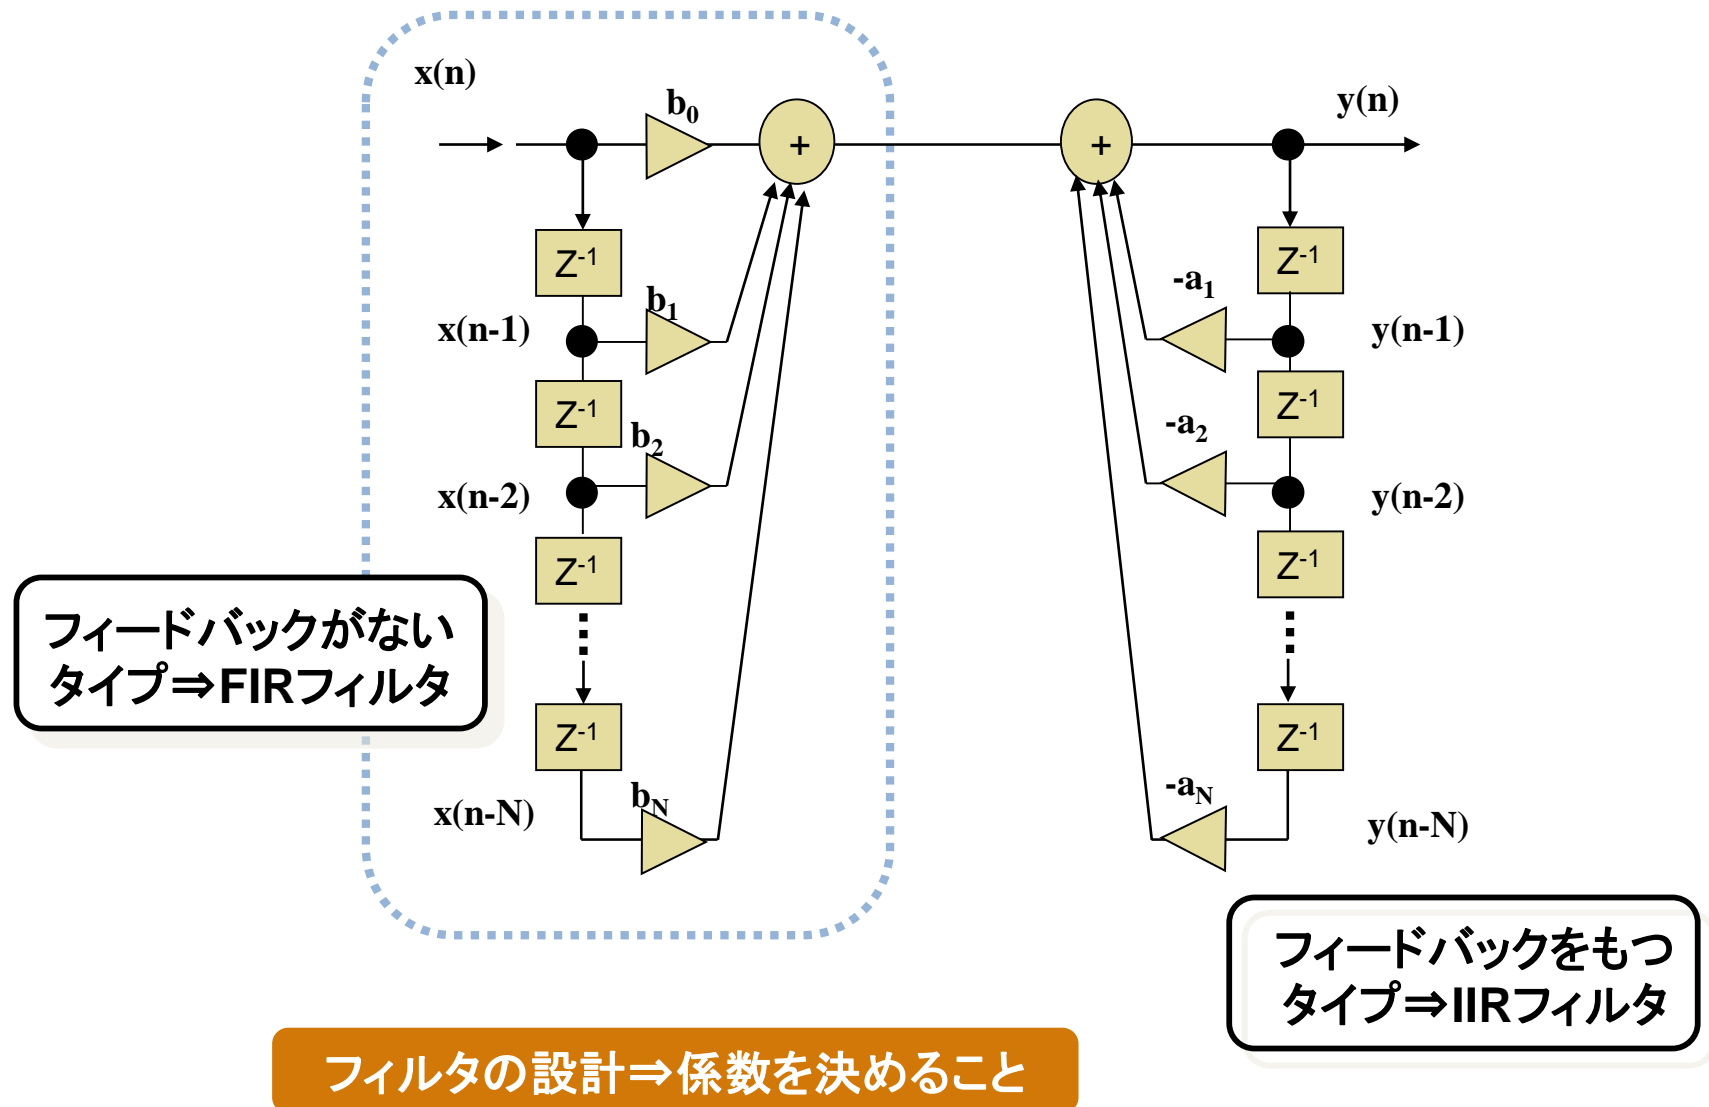 x(n)
b0
+
+
y(n)
Z-1
Z-1
b1
-a1
x(n-1)
y(n-1)
Z-1
Z-1
b2
-a2
x(n-2)
y(n-2)
Z-1
Z-1
フィードバックがない
タイプ⇒FIRフィルタ
Z-1
Z-1
bN
-aN
x(n-N)
y(n-N)
フィードバックをもつ
タイプ⇒IIRフィルタ
フィルタの設計⇒係数を決めること